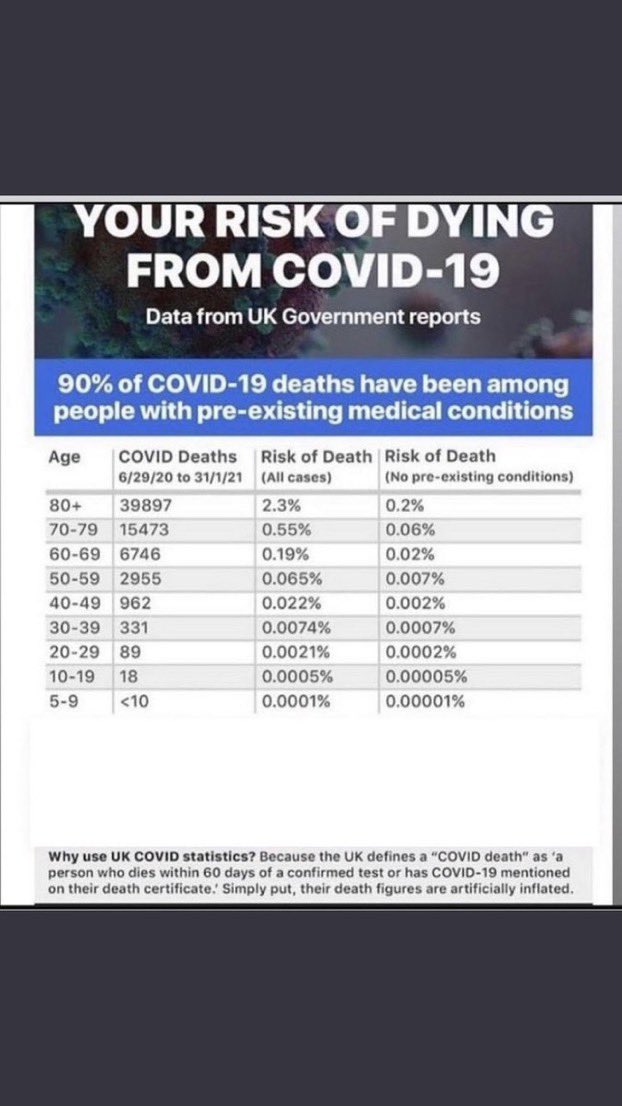 YOUR RISK OF DYING
FROM COVID-19
Data from UK Government reports
90% of COVID-19 deaths have been among
people with pre-existing medical conditions
Age COVID Deaths Risk of Death Risk of Death
6/29/20 to 31/1/21 (All cases) (No pre-existing conditions)
80+ 39897 2.3% 0.2%
70-79 15473 0.55% 0.06%
60-69 6746 0.19% 0.02%
50-59 2955 0.065% 0.007%
40-49 962 0.022% 0.002%
30-39 331 0.0074% 0.0007%
20-29 89 0.0021% 0.0002%
10-19 18 0.0005% 0.00005%
5-9 <10 0.0001% 0.00001%
Why use UK COVID statistics? Because the UK defines a "COVID death" as 'a
person who dies within 60 days of a confirmed test or has COVID-19 mentioned
on their death certificate.' Simply put, their death figures are artificially inflated.